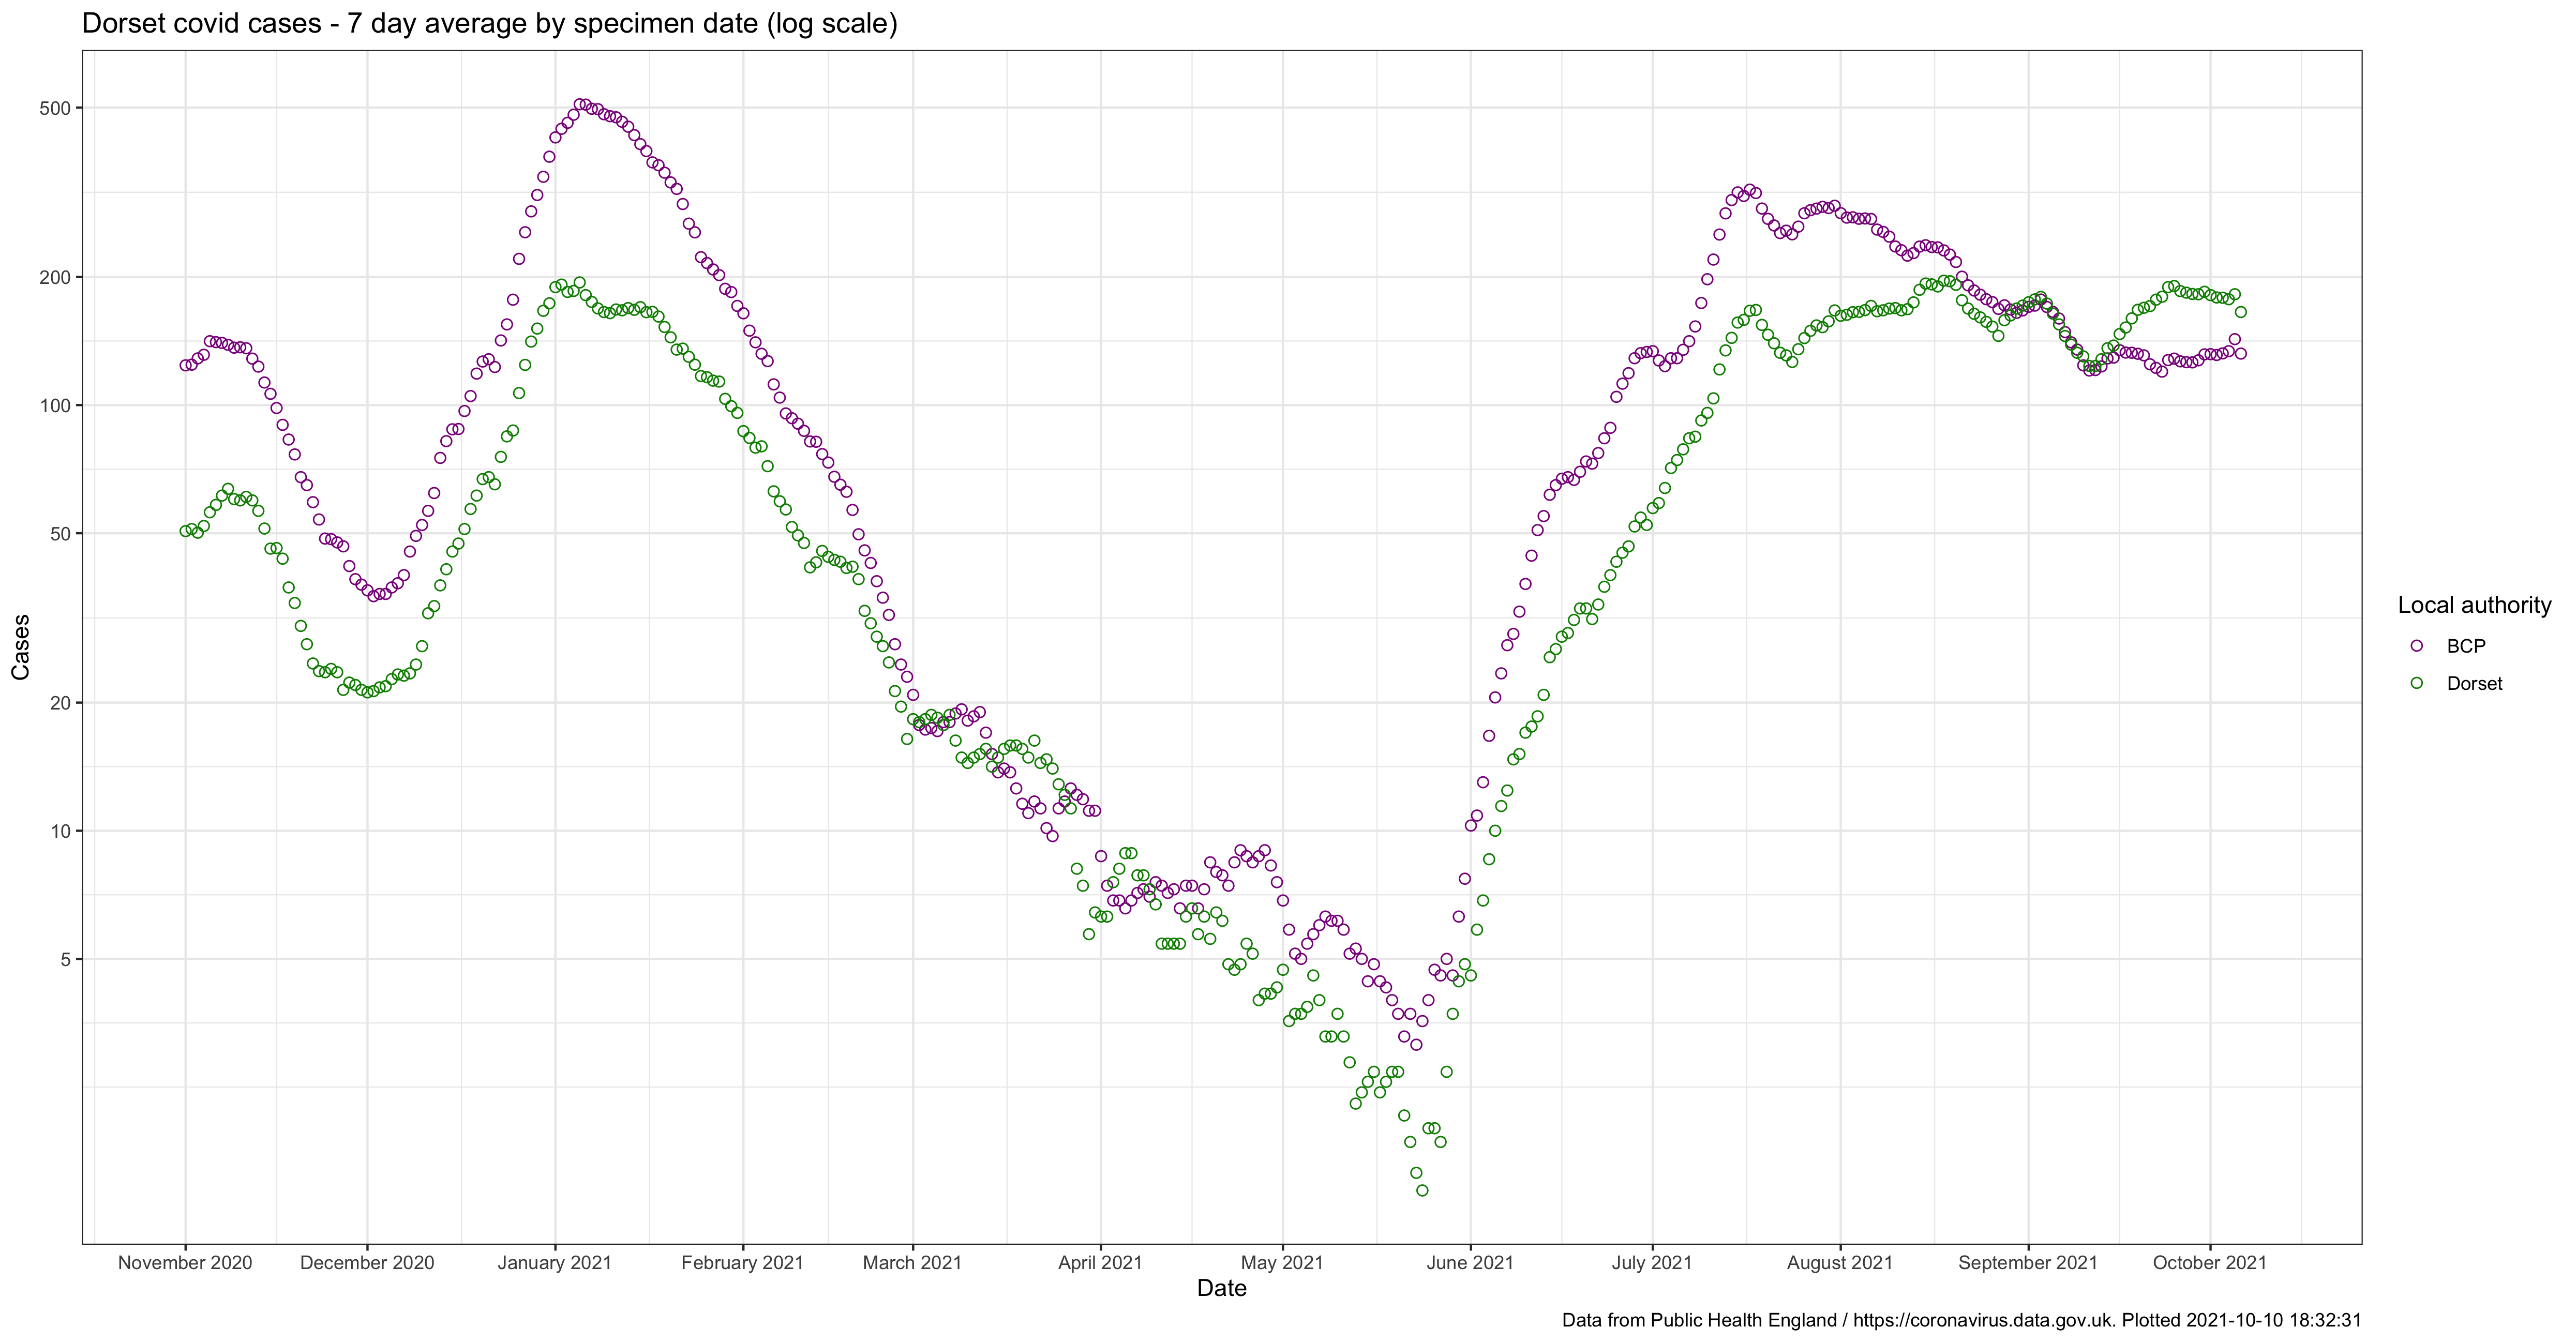 Dorset covid cases - 7 day average by specimen date (log scale)
500
200
100
50
20
10
5
Cases
November 2020
December 2020
January 2021
February 2021
March 2021
April 2021
May 2021
June 2021
July 2021
August 2021
September 2021
October 2021
Date
Local authority
BCP
Dorset
Data from Public Health England / https://coronavirus.data.gov.uk. Plotted 2021-10-10 18:32:31